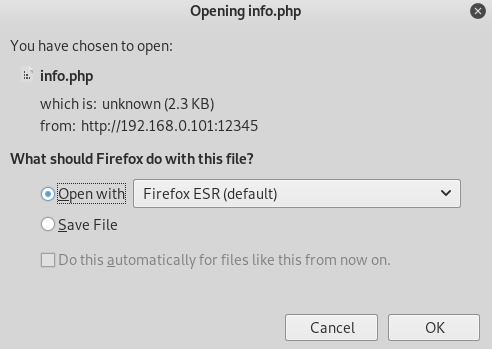 Opening info.php
You have chosen to open:
info.php
which is: unknown (2.3 KB)
from: http://192.168.0.101:12345
What should Firefox do with this file?
Open with
Firefox ESR (default)
Save File
Do this automatically for files like this from now on.
Cancel
OK